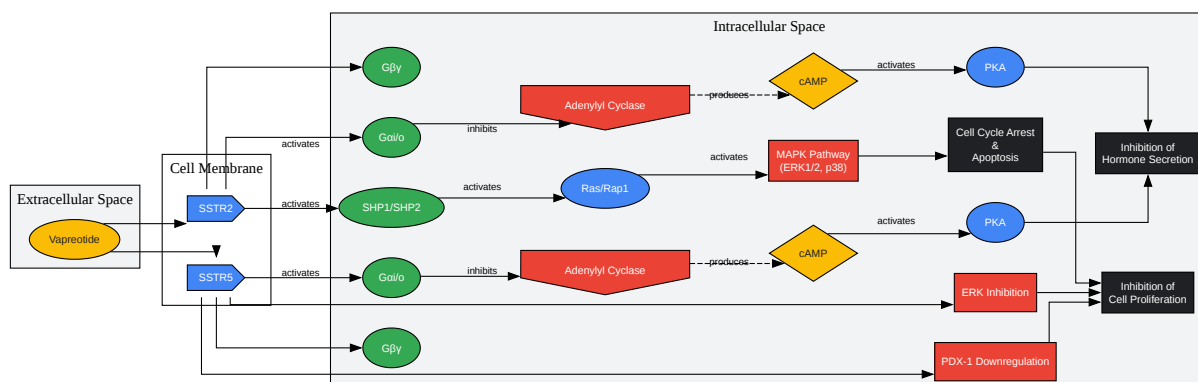 Intracellular Space
Gβγ
cAMP
activates
PKA
produces
Adenylyl Cyclase
Gαi/o
activates
inhibits
Cell Cycle Arrest
&
Apoptosis
Inhibition of
Hormone Secretion
MAPK Pathway
(ERK1/2, p38)
activates
Cell Membrane
Ras/Rap1
activates
Extracellular Space
Vapreotide
SSTR2
activates
SHP1/SHP2
activates
PKA
cAMP
produces
SSTR5
activates
Gαi/o
inhibits
Adenylyl Cyclase
ERK Inhibition
Inhibition of
Cell Proliferation
Gβγ
PDX-1 Downregulation